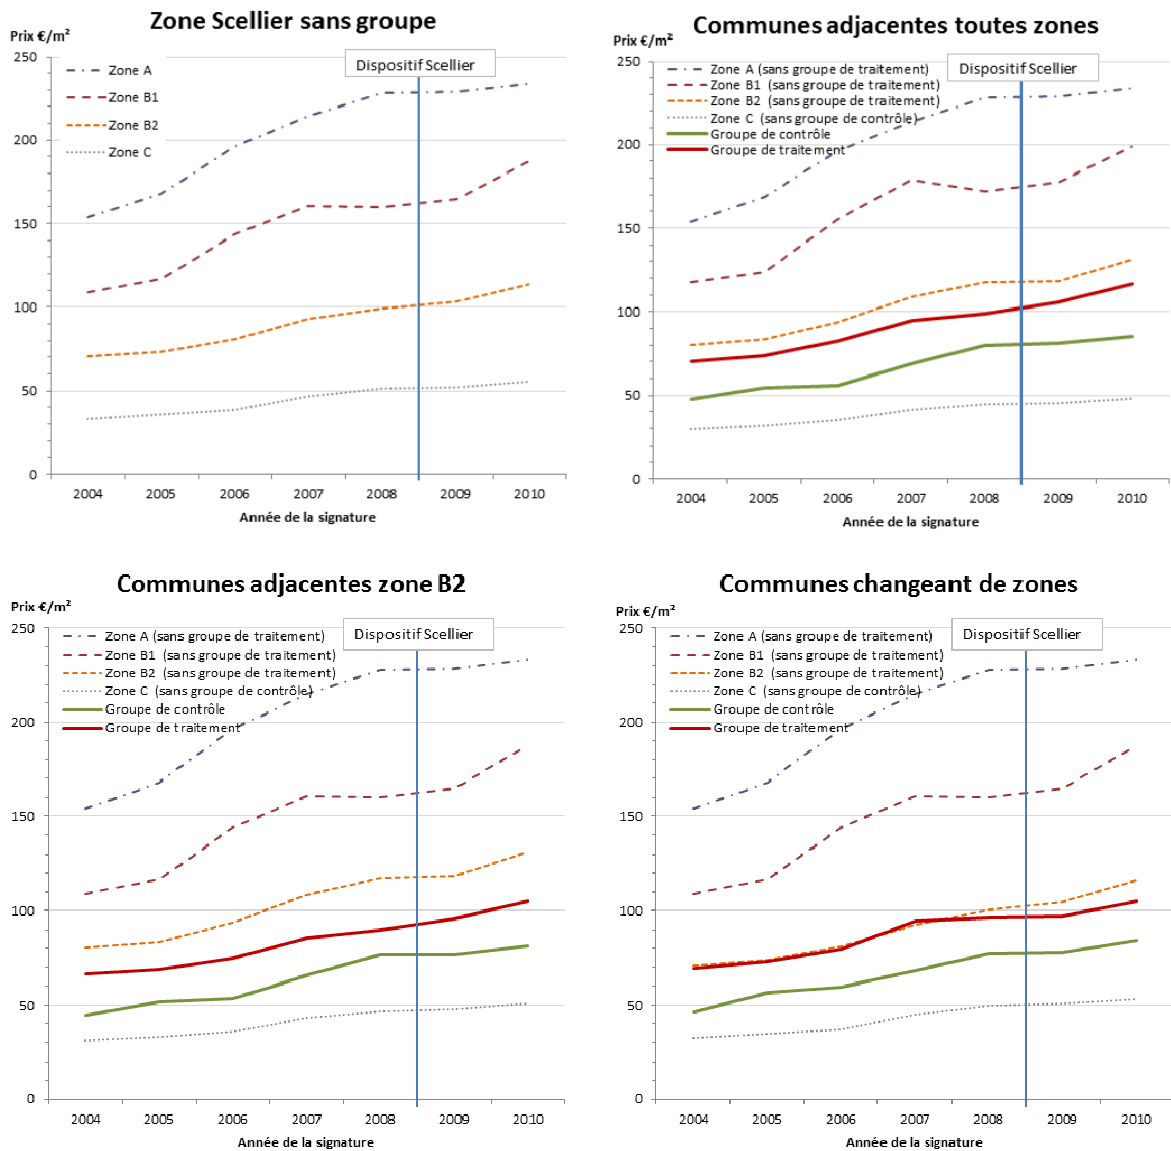 Zone Scellier sans groupe
Prix €/m²
Dispositif Scellier
250
200
150
100
50
0
Zone A
Zone B1
Zone B2
Zone C
2004 2005 2006 2007 2008 2009 2010
Année de la signature
Communes adjacentes toutes zones
Prix €/m²
Dispositif Scellier
250
200
150
100
50
0
Zone A (sans groupe de traitement)
Zone B1 (sans groupe de traitement)
Zone B2 (sans groupe de traitement)
Zone C (sans groupe de contrôle)
Groupe de contrôle
Groupe de traitement
2004 2005 2006 2007 2008 2009 2010
Année de la signature
Communes adjacentes zone B2
Prix €/m²
Dispositif Scellier
250
200
150
100
50
0
Zone A (sans groupe de traitement)
Zone B1 (sans groupe de traitement)
Zone B2 (sans groupe de traitement)
Zone C (sans groupe de contrôle)
Groupe de contrôle
Groupe de traitement
2004 2005 2006 2007 2008 2009 2010
Année de la signature
Communes changeant de zones
Prix €/m²
Dispositif Scellier
250
200
150
100
50
0
Zone A (sans groupe de traitement)
Zone B1 (sans groupe de traitement)
Zone B2 (sans groupe de traitement)
Zone C (sans groupe de contrôle)
Groupe de contrôle
Groupe de traitement
2004 2005 2006 2007 2008 2009 2010
Année de la signature